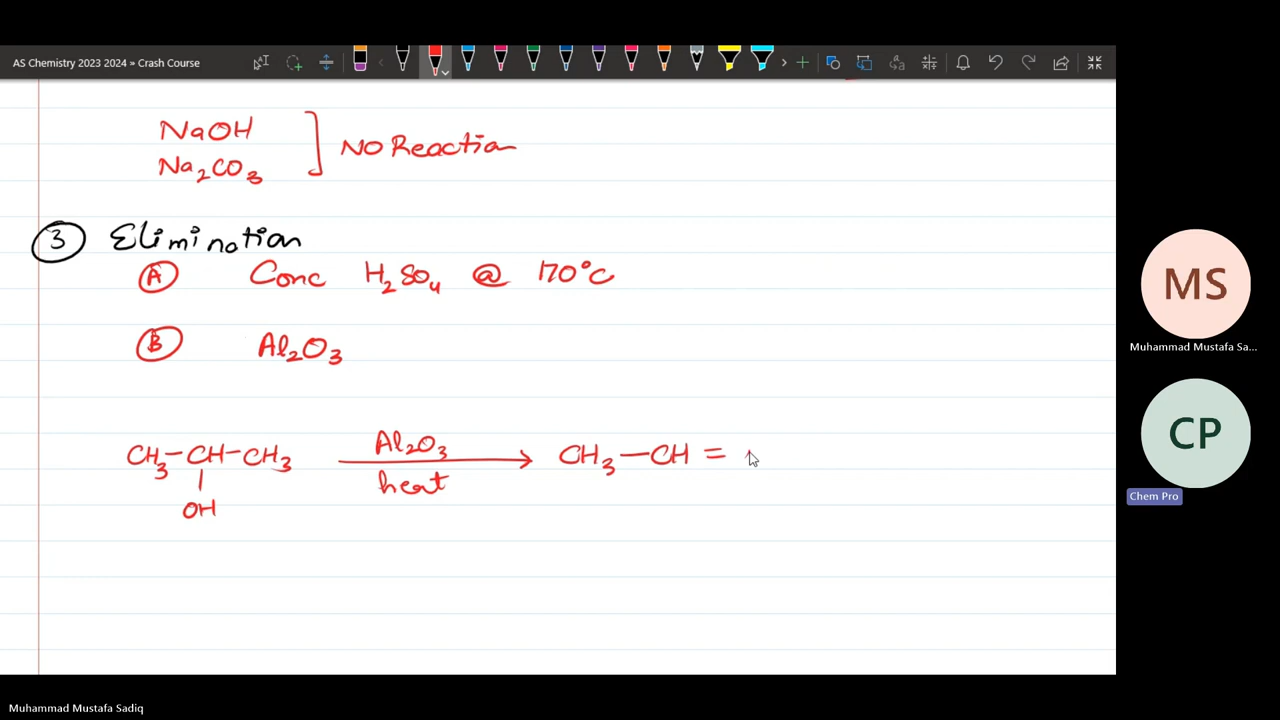 AS Chemistry 2023 2024 » Crash Course
NaOH
Na2CO3
] NO Reaction
③ Elimination
Ⓐ Conc H2SO4 @ 170°C
Ⓑ Al2O3
CH3-CH-CH3 Al2O3 CH3—CH =
heat
OH
MS
Muhammad Mustafa Sa...
CP
Chem Pro
Muhammad Mustafa Sadiq